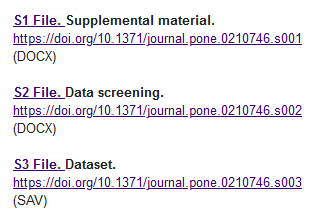 S1 File. Supplemental material.
https://doi.org/10.1371/journal.pone.0210746.s001
(DOCX)
S2 File. Data screening.
https://doi.org/10.1371/journal.pone.0210746.s002
(DOCX)
S3 File. Dataset.
https://doi.org/10.1371/journal.pone.0210746.s003
(SAV)